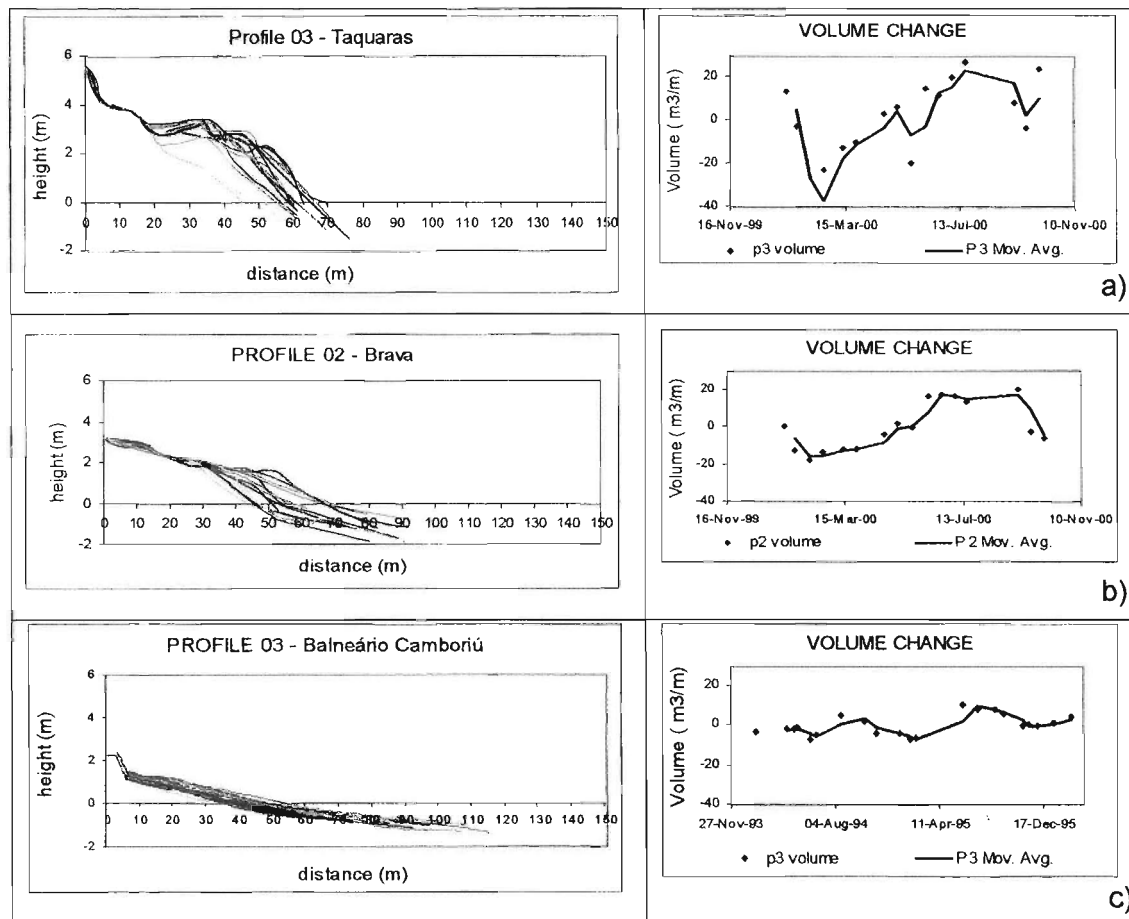 Profile 03 - Taquaras
height (m)
6
4
2
0
-2
0 10 20 30 40 50 60 70 80 90 100 110 120 130 140 150
distance (m)
VOLUME CHANGE
Volume ( m3/m)
20
0
-20
-40
16-Nov-99 15-Mar-00 13-Jul-00 10-Nov-00
p3 volume P 3 Mov. Avg.
a)
PROFILE 02 - Brava
height (m)
6
4
2
0
-2
0 10 20 30 40 50 60 70 80 90 100 110 120 130 140 150
distance (m)
VOLUME CHANGE
Volume ( m3/m)
20
0
-20
-40
16-Nov-99 15-Mar-00 13-Jul-00 10-Nov-00
p2 volume P 2 Mov. Avg.
b)
PROFILE 03 - Balneário Camboriú
height (m)
6
4
2
0
-2
0 10 20 30 40 50 60 70 80 90 100 110 120 130 140 150
distance (m)
VOLUME CHANGE
Volume ( m3/m)
20
0
-20
-40
27-Nov-93 04-Aug-94 11-Apr-95 17-Dec-95
p3 volume P3 Mov. Avg.
c)